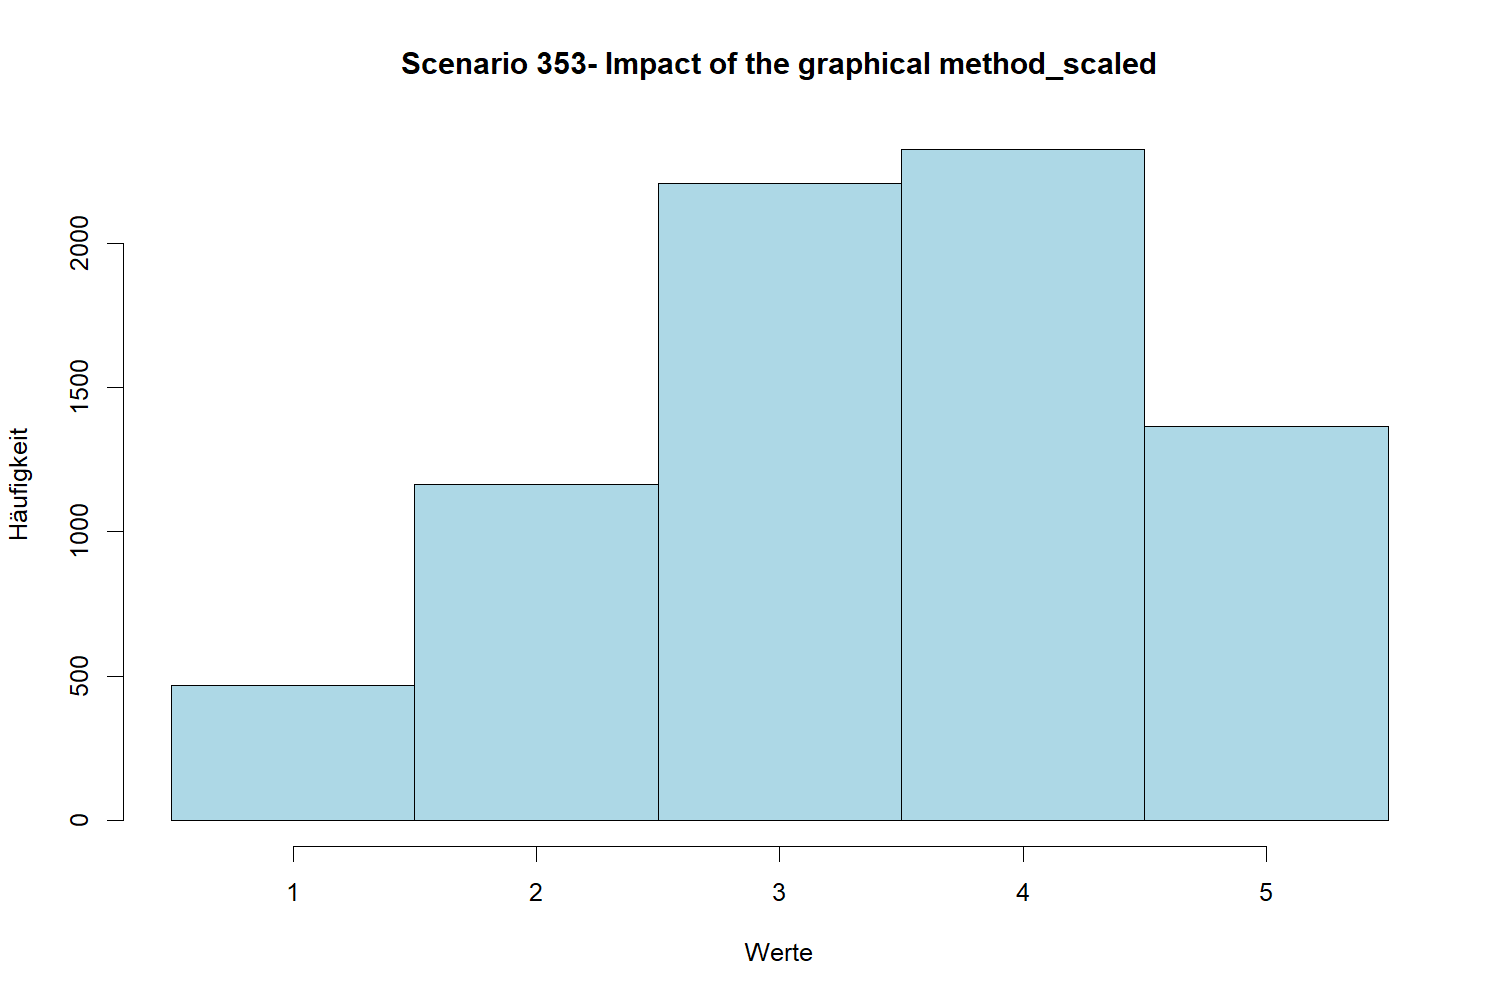 Scenario 353- Impact of the graphical method_scaled
Häufigkeit
2000
1500
1000
500
0
1 2 3 4 5
Werte